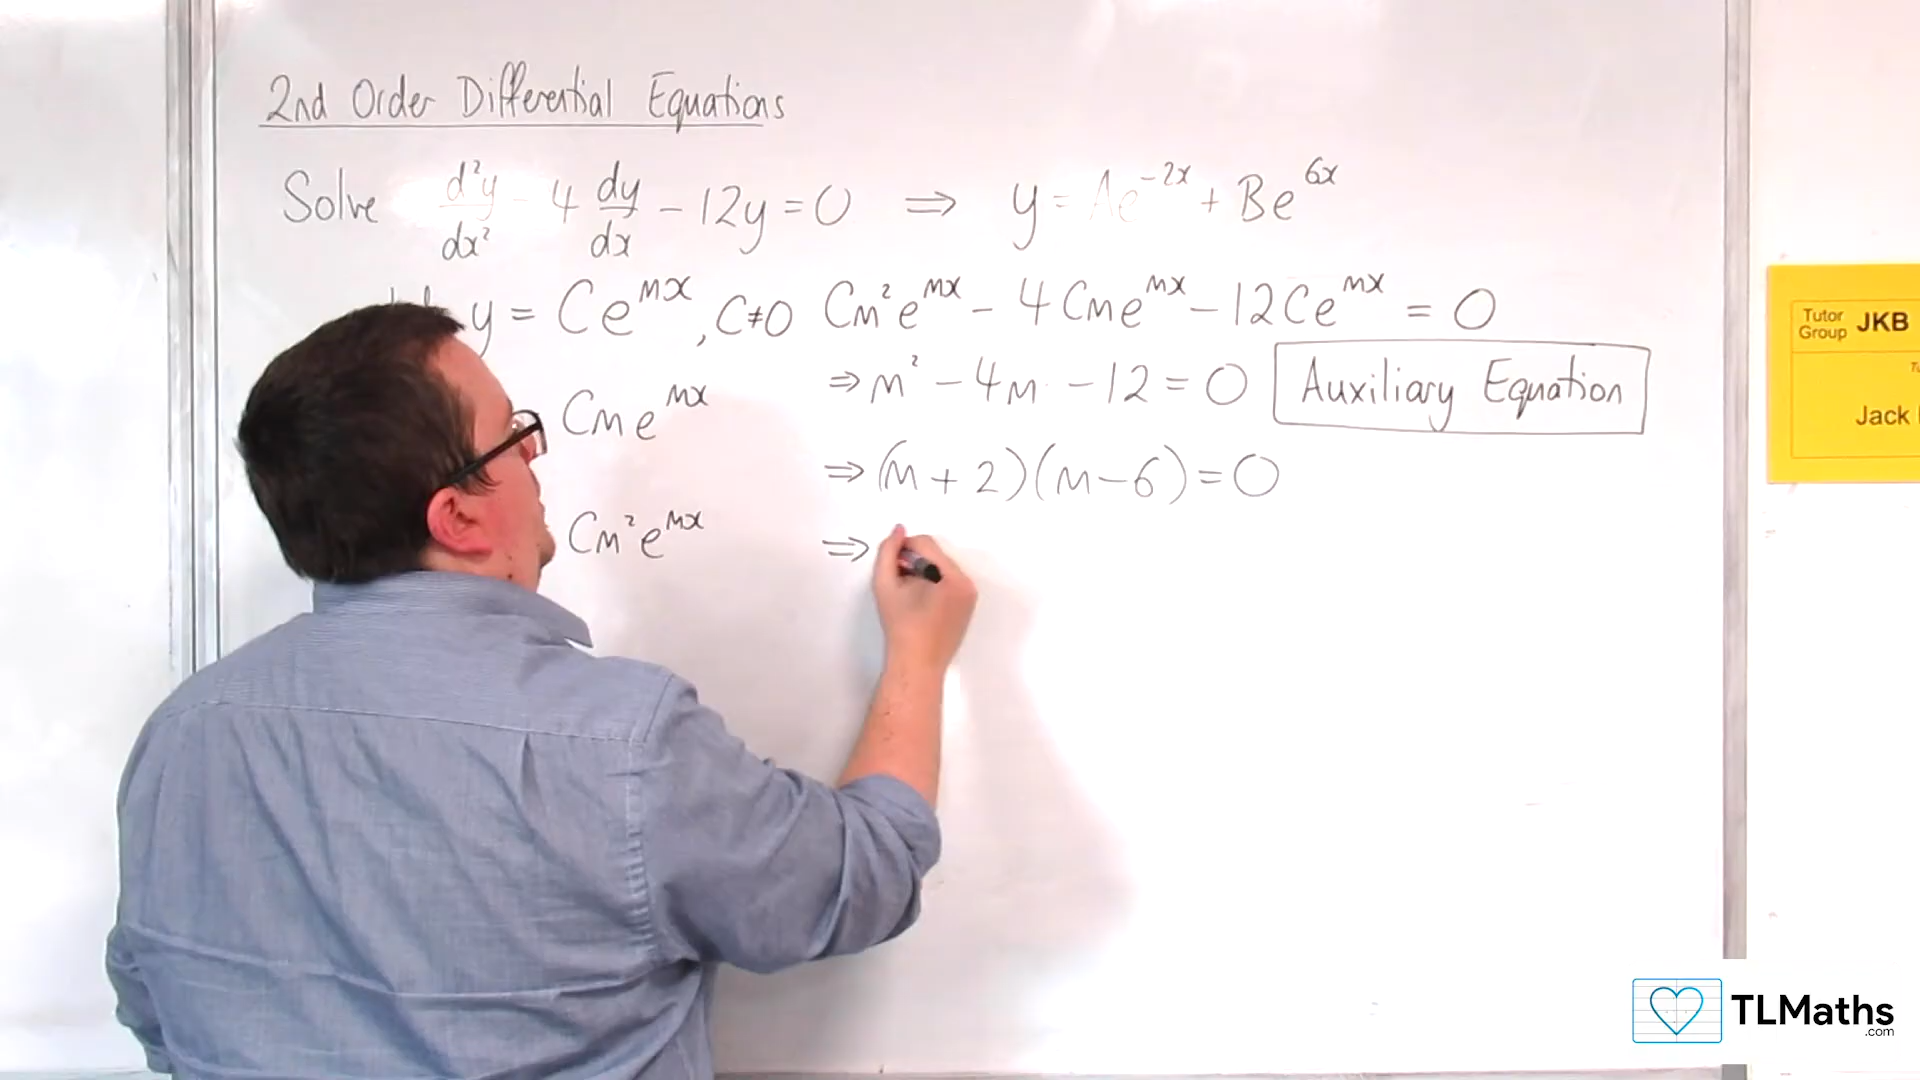 2nd Order Differential Equations
Solve d²y/dx² - 4 dy/dx - 12y = 0 ⇒ y = Ae^(-2x) + Be^(6x)
y = Ce^(mx), C≠0 Cm²e^(mx) - 4Cme^(mx) - 12Ce^(mx) = 0
⇒ m² - 4m - 12 = 0 Auxiliary Equation
Cme^(mx)
⇒ (m + 2)(m - 6) = 0
Cm²e^(mx) ⇒
Tutor Group JKB
Jack
TLMaths
.com